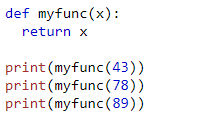 def myfunc(x):
  return x

print(myfunc(43))
print(myfunc(78))
print(myfunc(89))